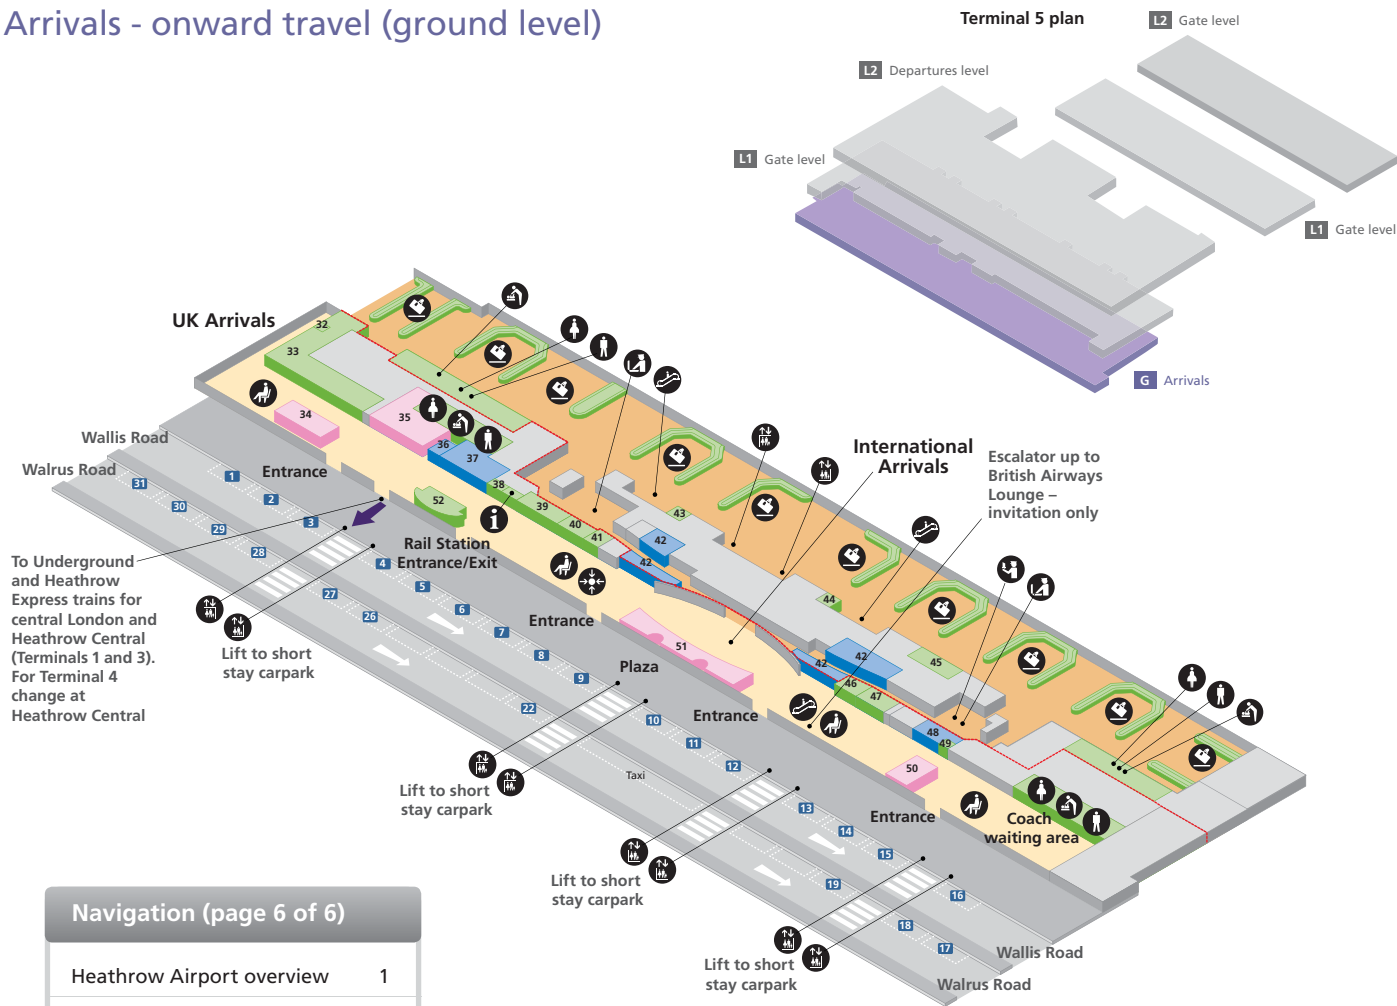 Arrivals - onward travel (ground level)
Terminal 5 plan
L2 Gate level
L2 Departures level
L1 Gate level
L1 Gate level
G Arrivals
UK Arrivals
International
Arrivals
Escalator up to
British Airways
Lounge –
invitation only
32
33
34
35
36
37
38
39
40
41
42
42
43
44
45
42
42
46
47
48
49
50
51
52
i
Wallis Road
Walrus Road
Entrance
Rail Station
Entrance/Exit
Entrance
Plaza
Entrance
Entrance
Coach
waiting area
To Underground
and Heathrow
Express trains for
central London and
Heathrow Central
(Terminals 1 and 3).
For Terminal 4
change at
Heathrow Central
1
2
3
4
5
6
7
8
9
10
11
12
13
14
15
16
17
18
19
22
26
27
28
29
30
31
Taxi
Lift to short
stay carpark
Lift to short
stay carpark
Lift to short
stay carpark
Lift to short
stay carpark
Wallis Road
Walrus Road
Navigation (page 6 of 6)
Heathrow Airport overview 1